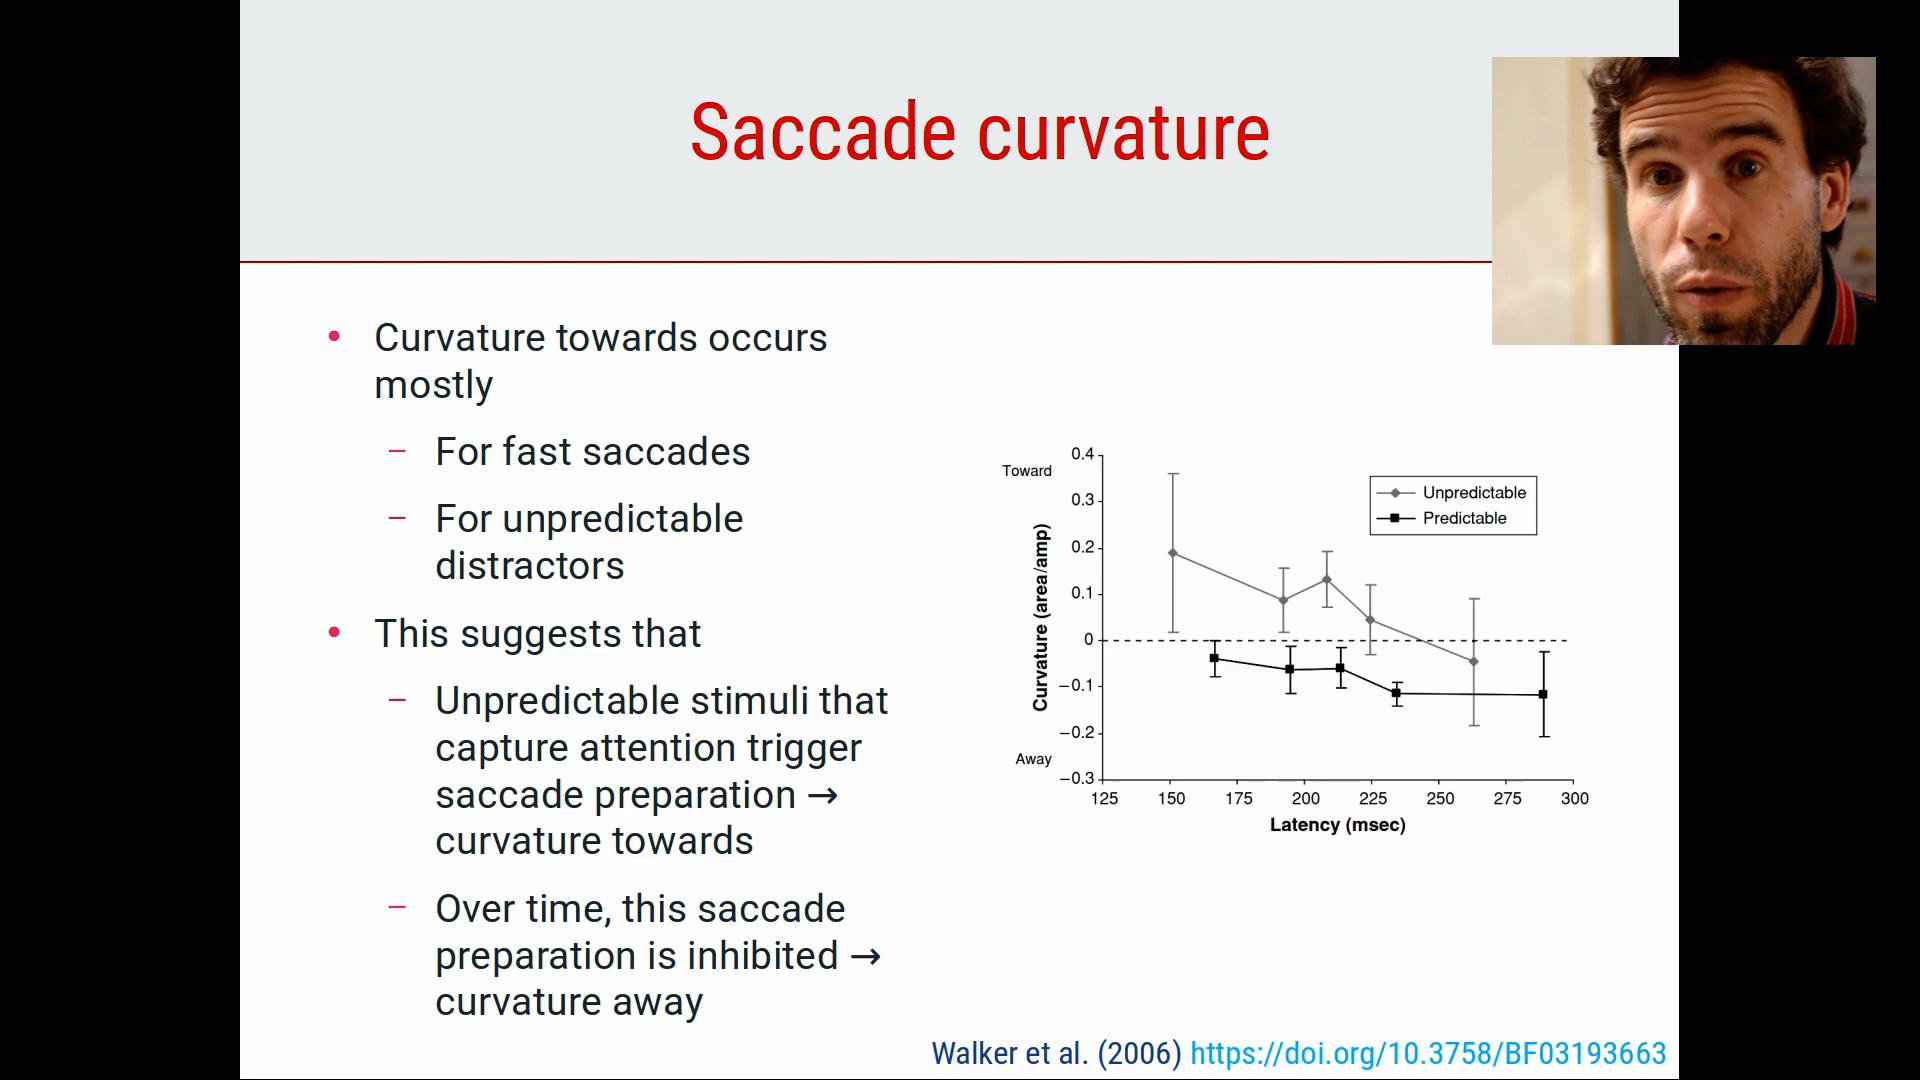 Saccade curvature
• Curvature towards occurs
mostly
– For fast saccades
– For unpredictable
distractors
• This suggests that
– Unpredictable stimuli that
capture attention trigger
saccade preparation →
curvature towards
– Over time, this saccade
preparation is inhibited →
curvature away
Toward
Away
Curvature (area/amp)
0.4
0.3
0.2
0.1
0
−0.1
−0.2
−0.3
Unpredictable
Predictable
125 150 175 200 225 250 275 300
Latency (msec)
Walker et al. (2006) https://doi.org/10.3758/BF03193663